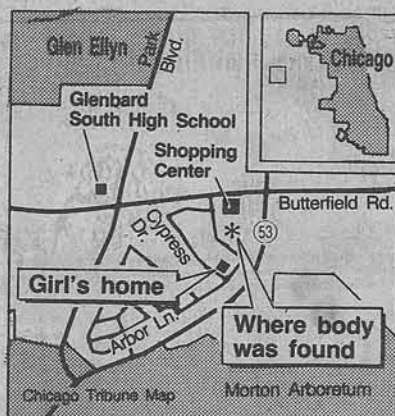 Glen Ellyn
Park
Blvd.
Chicago
Glenbard
South High School
Shopping
Center
Butterfield Rd.
Cypress
Dr.
53
Girl's home
Arbor Ln.
Where body
was found
Chicago Tribune Map
Morton Arboretum